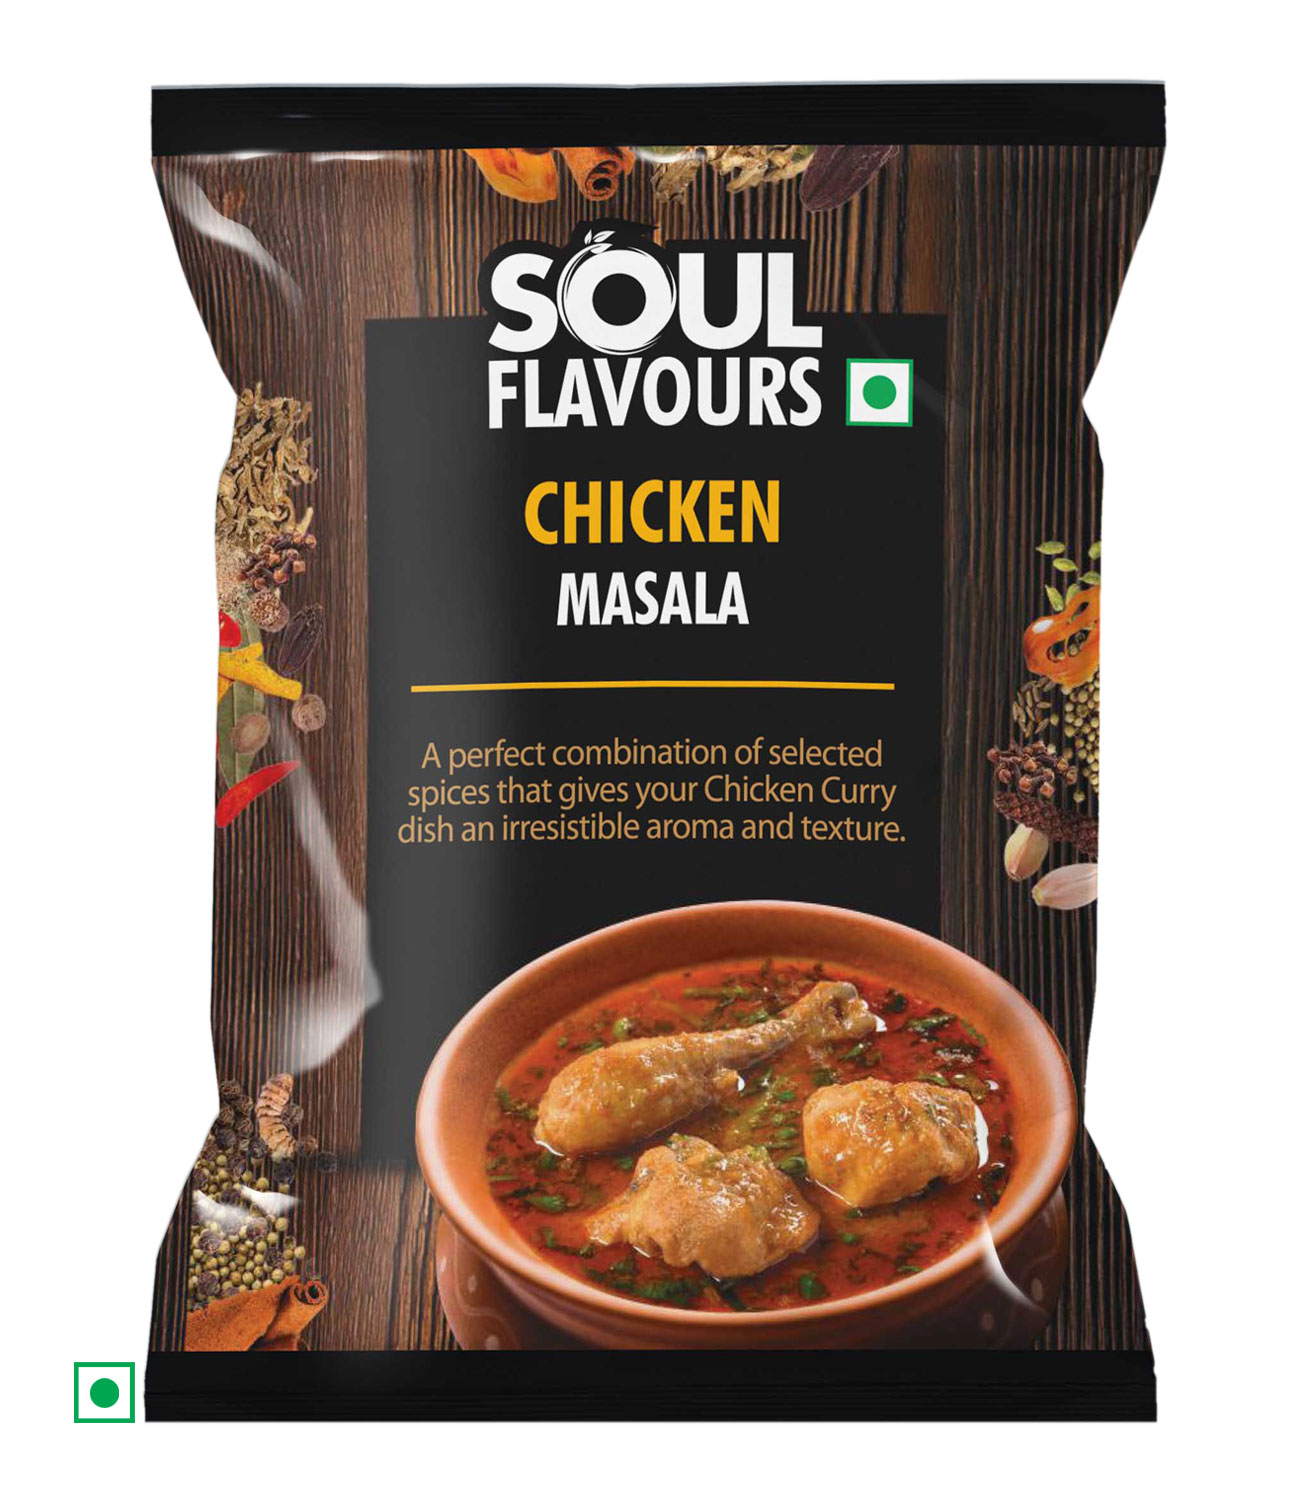 SOUL
FLAVOURS
CHICKEN
MASALA
A perfect combination of selected
spices that gives your Chicken Curry
dish an irresistible aroma and texture.